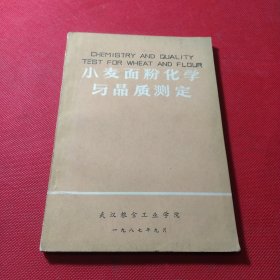 CHEMISTRY AND QUALITY
TEST FOR WHEAT AND FLOUR
小麦面粉化学
与品质测定
武汉粮食工业学院
一九八七年九月